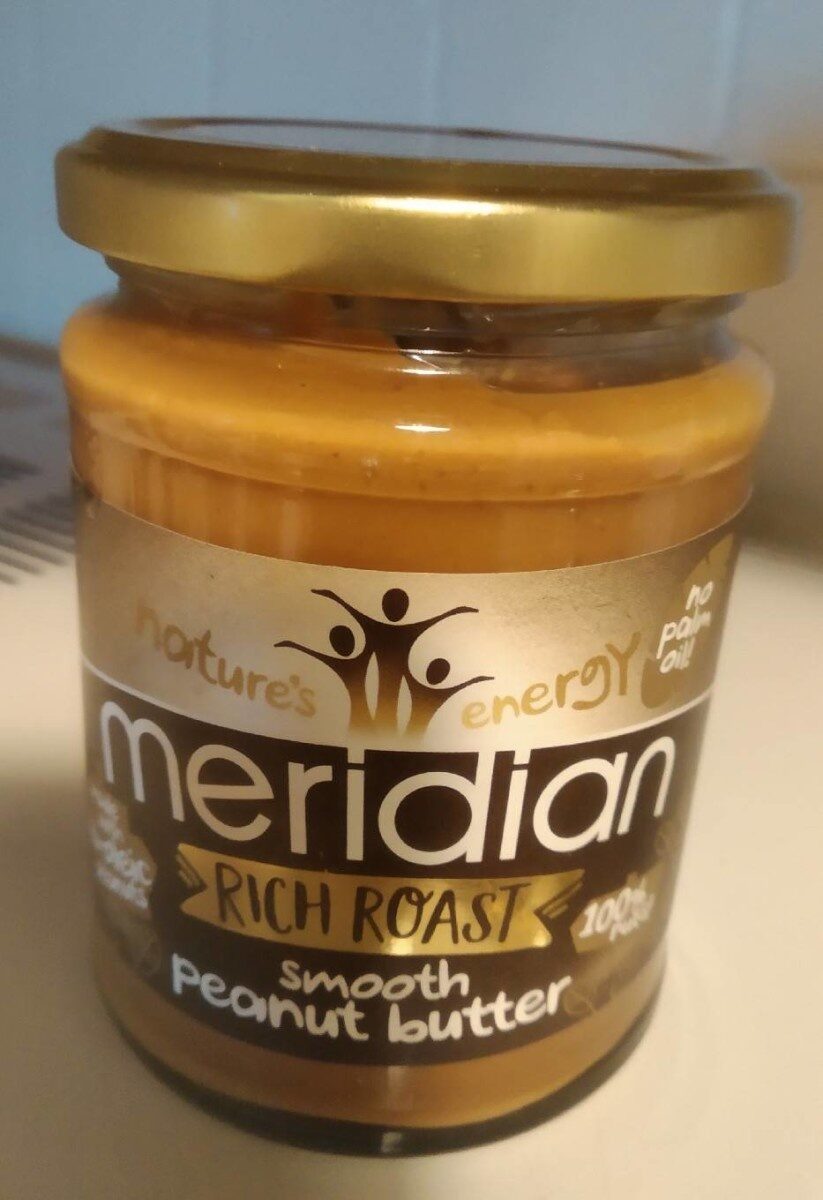 nature's energy
no
palm
oil!
meridian
RICH ROAST
100%
smooth
peanut butter